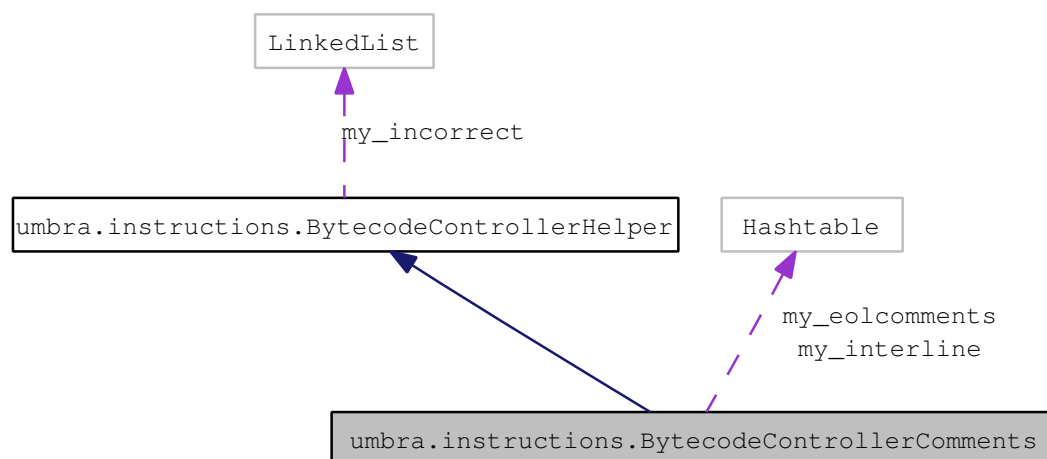 LinkedList
my_incorrect
umbra.instructions.BytecodeControllerHelper
Hashtable
my_eolcomments
my_interline
umbra.instructions.BytecodeControllerComments